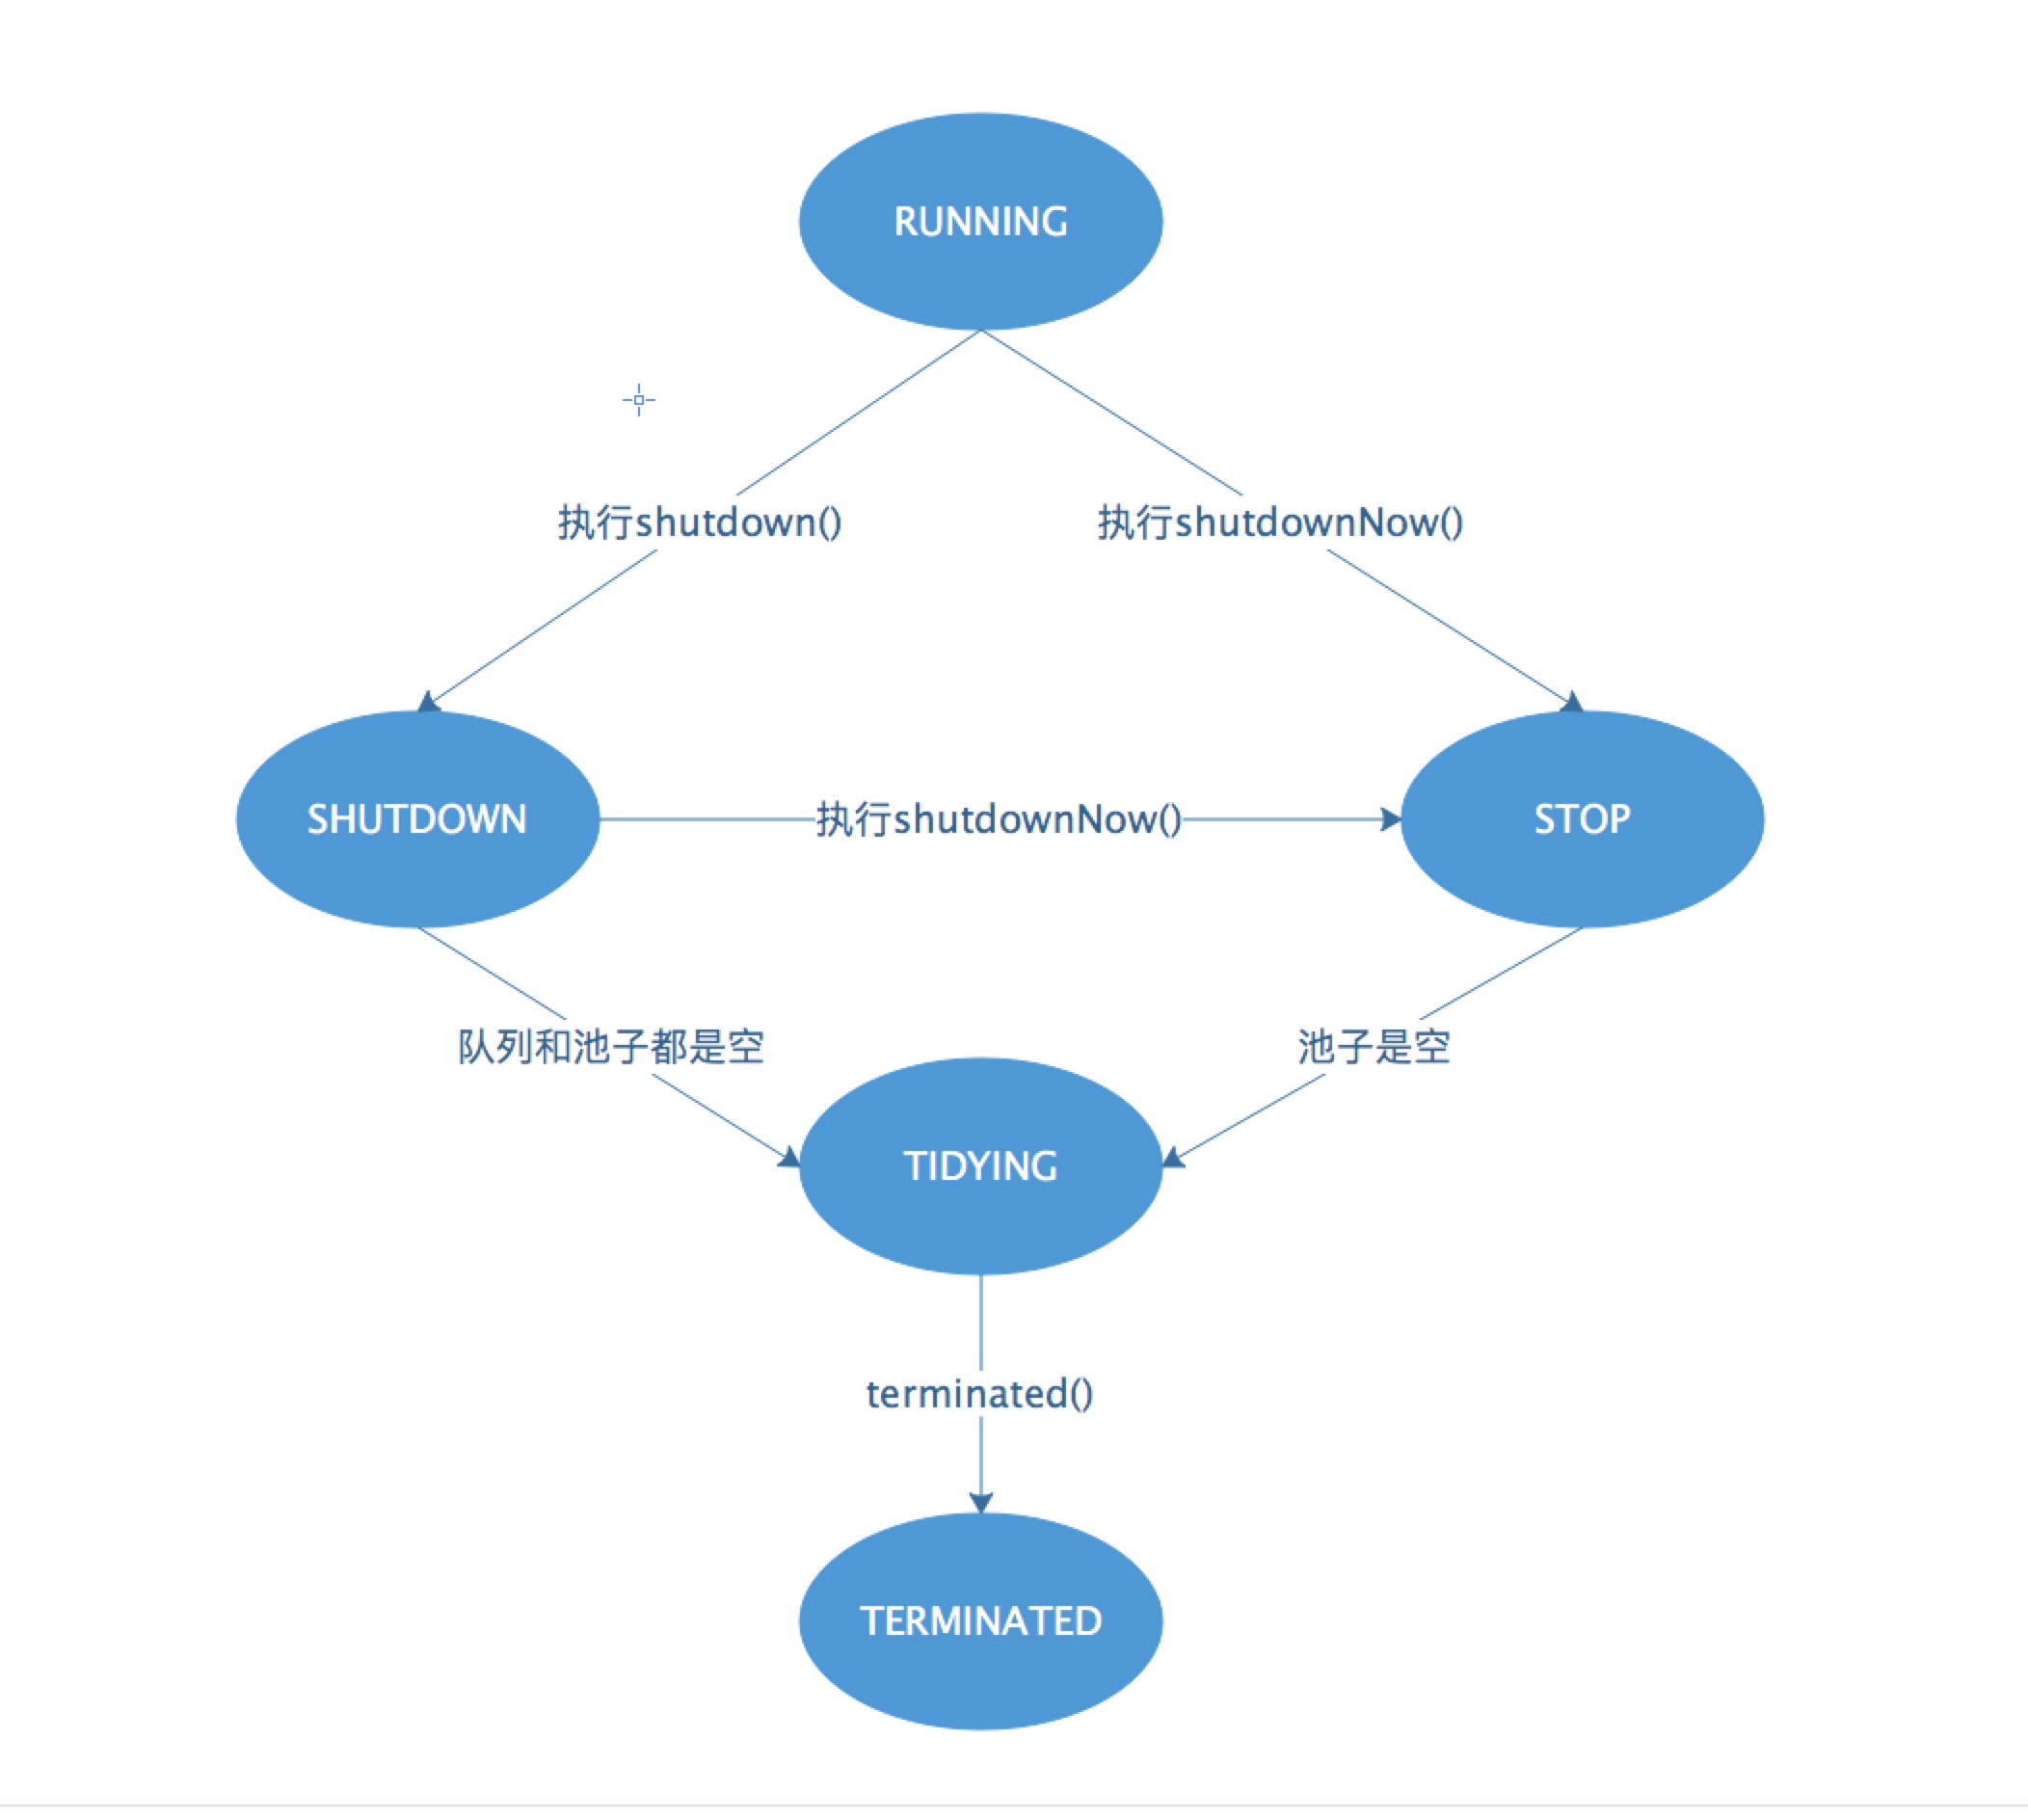 RUNNING
执行shutdown()
执行shutdownNow()
SHUTDOWN
执行shutdownNow()
STOP
队列和池子都是空
池子是空
TIDYING
terminated()
TERMINATED